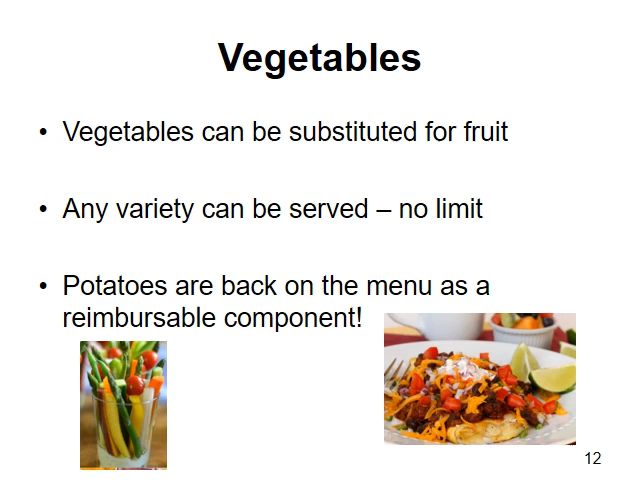 Vegetables
• Vegetables can be substituted for fruit
• Any variety can be served – no limit
• Potatoes are back on the menu as a
reimbursable component!
12